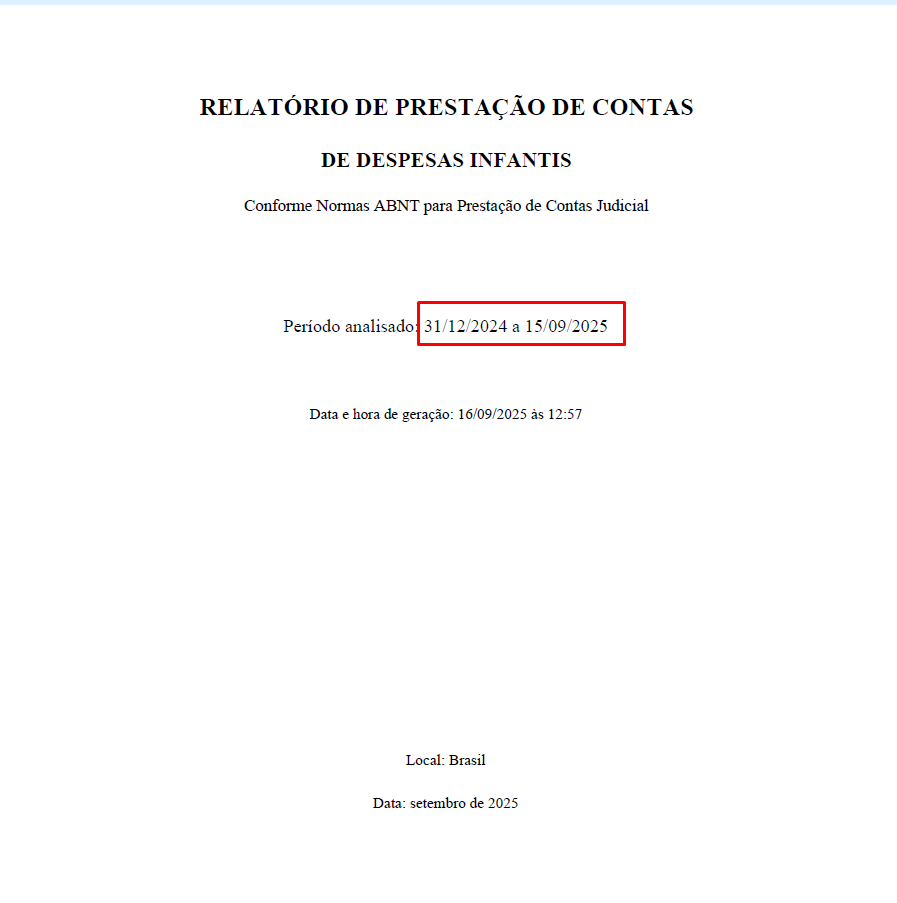 RELATÓRIO DE PRESTAÇÃO DE CONTAS
DE DESPESAS INFANTIS
Conforme Normas ABNT para Prestação de Contas Judicial
Período analisado: 31/12/2024 a 15/09/2025
Data e hora de geração: 16/09/2025 às 12:57
Local: Brasil
Data: setembro de 2025